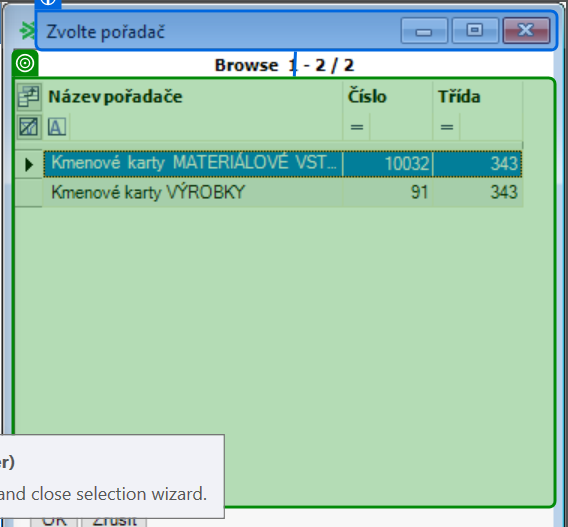 Zvolte pořadač
Browse 1 - 2 / 2
Název pořadače Číslo Třída
A = =
Kmenové karty MATERIÁLOVÉ VST... 10032 343
Kmenové karty VÝROBKY 91 343
er)
and close selection wizard.
OK Zrušit